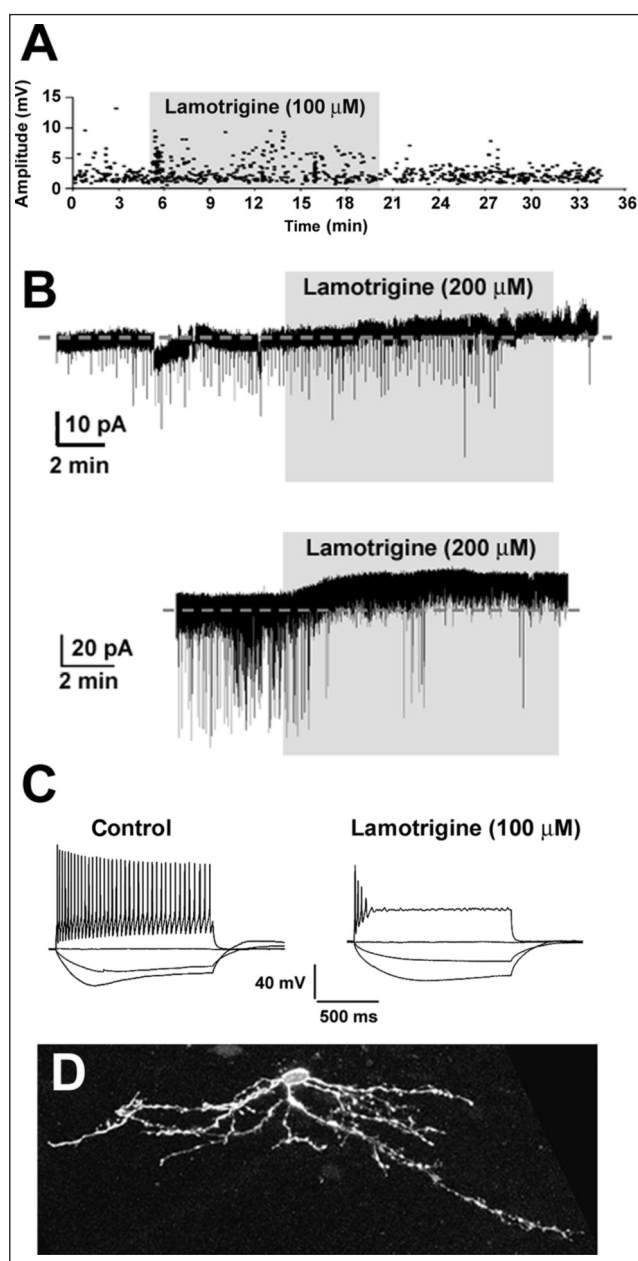 A
Amplitude (mV)
15
10
5
0
Lamotrigine (100 μM)
0 3 6 9 12 15 18 21 24 27 30 33 36
Time (min)
B
Lamotrigine (200 μM)
10 pA
2 min
Lamotrigine (200 μM)
20 pA
2 min
C
Control
Lamotrigine (100 μM)
40 mV
500 ms
D